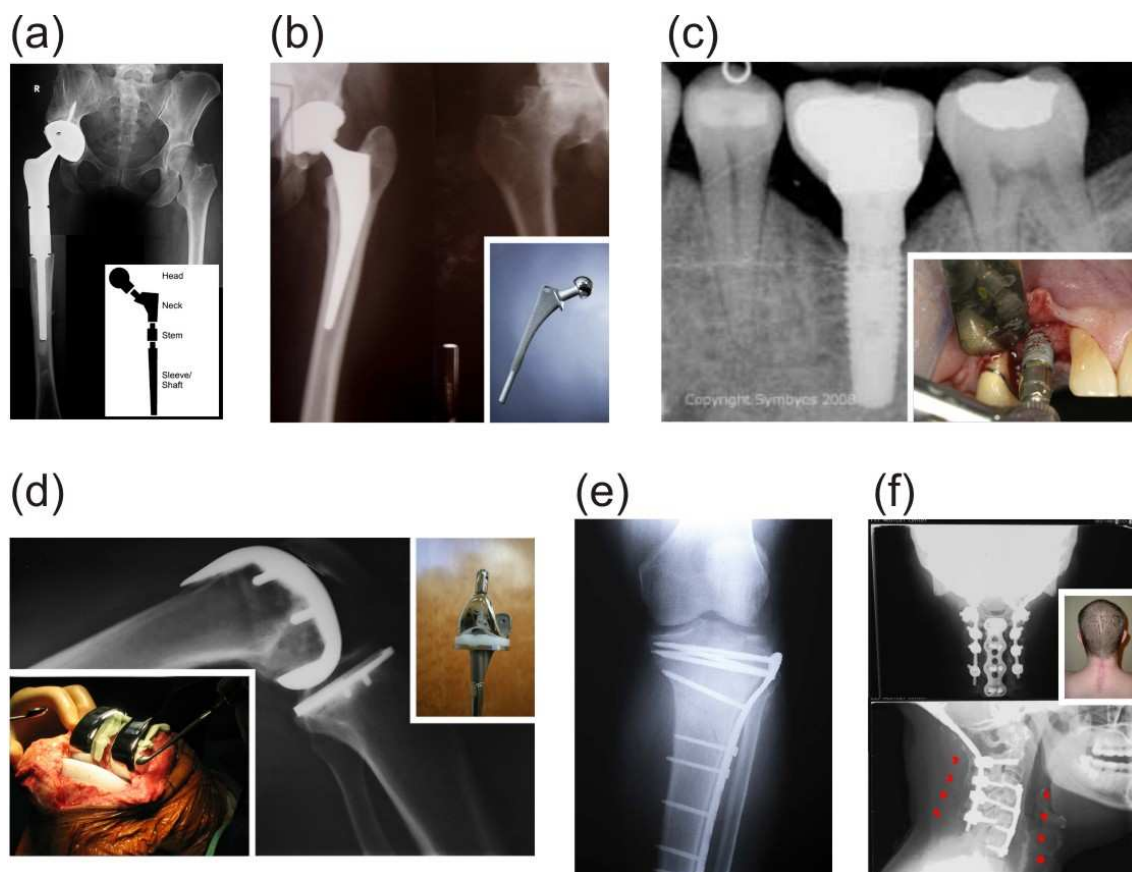 (a)
R
Head
Neck
Stem
Sleeve/
Shaft
(b)
(c)
Copyright Symbyos 2008
(d)
(e)
(f)